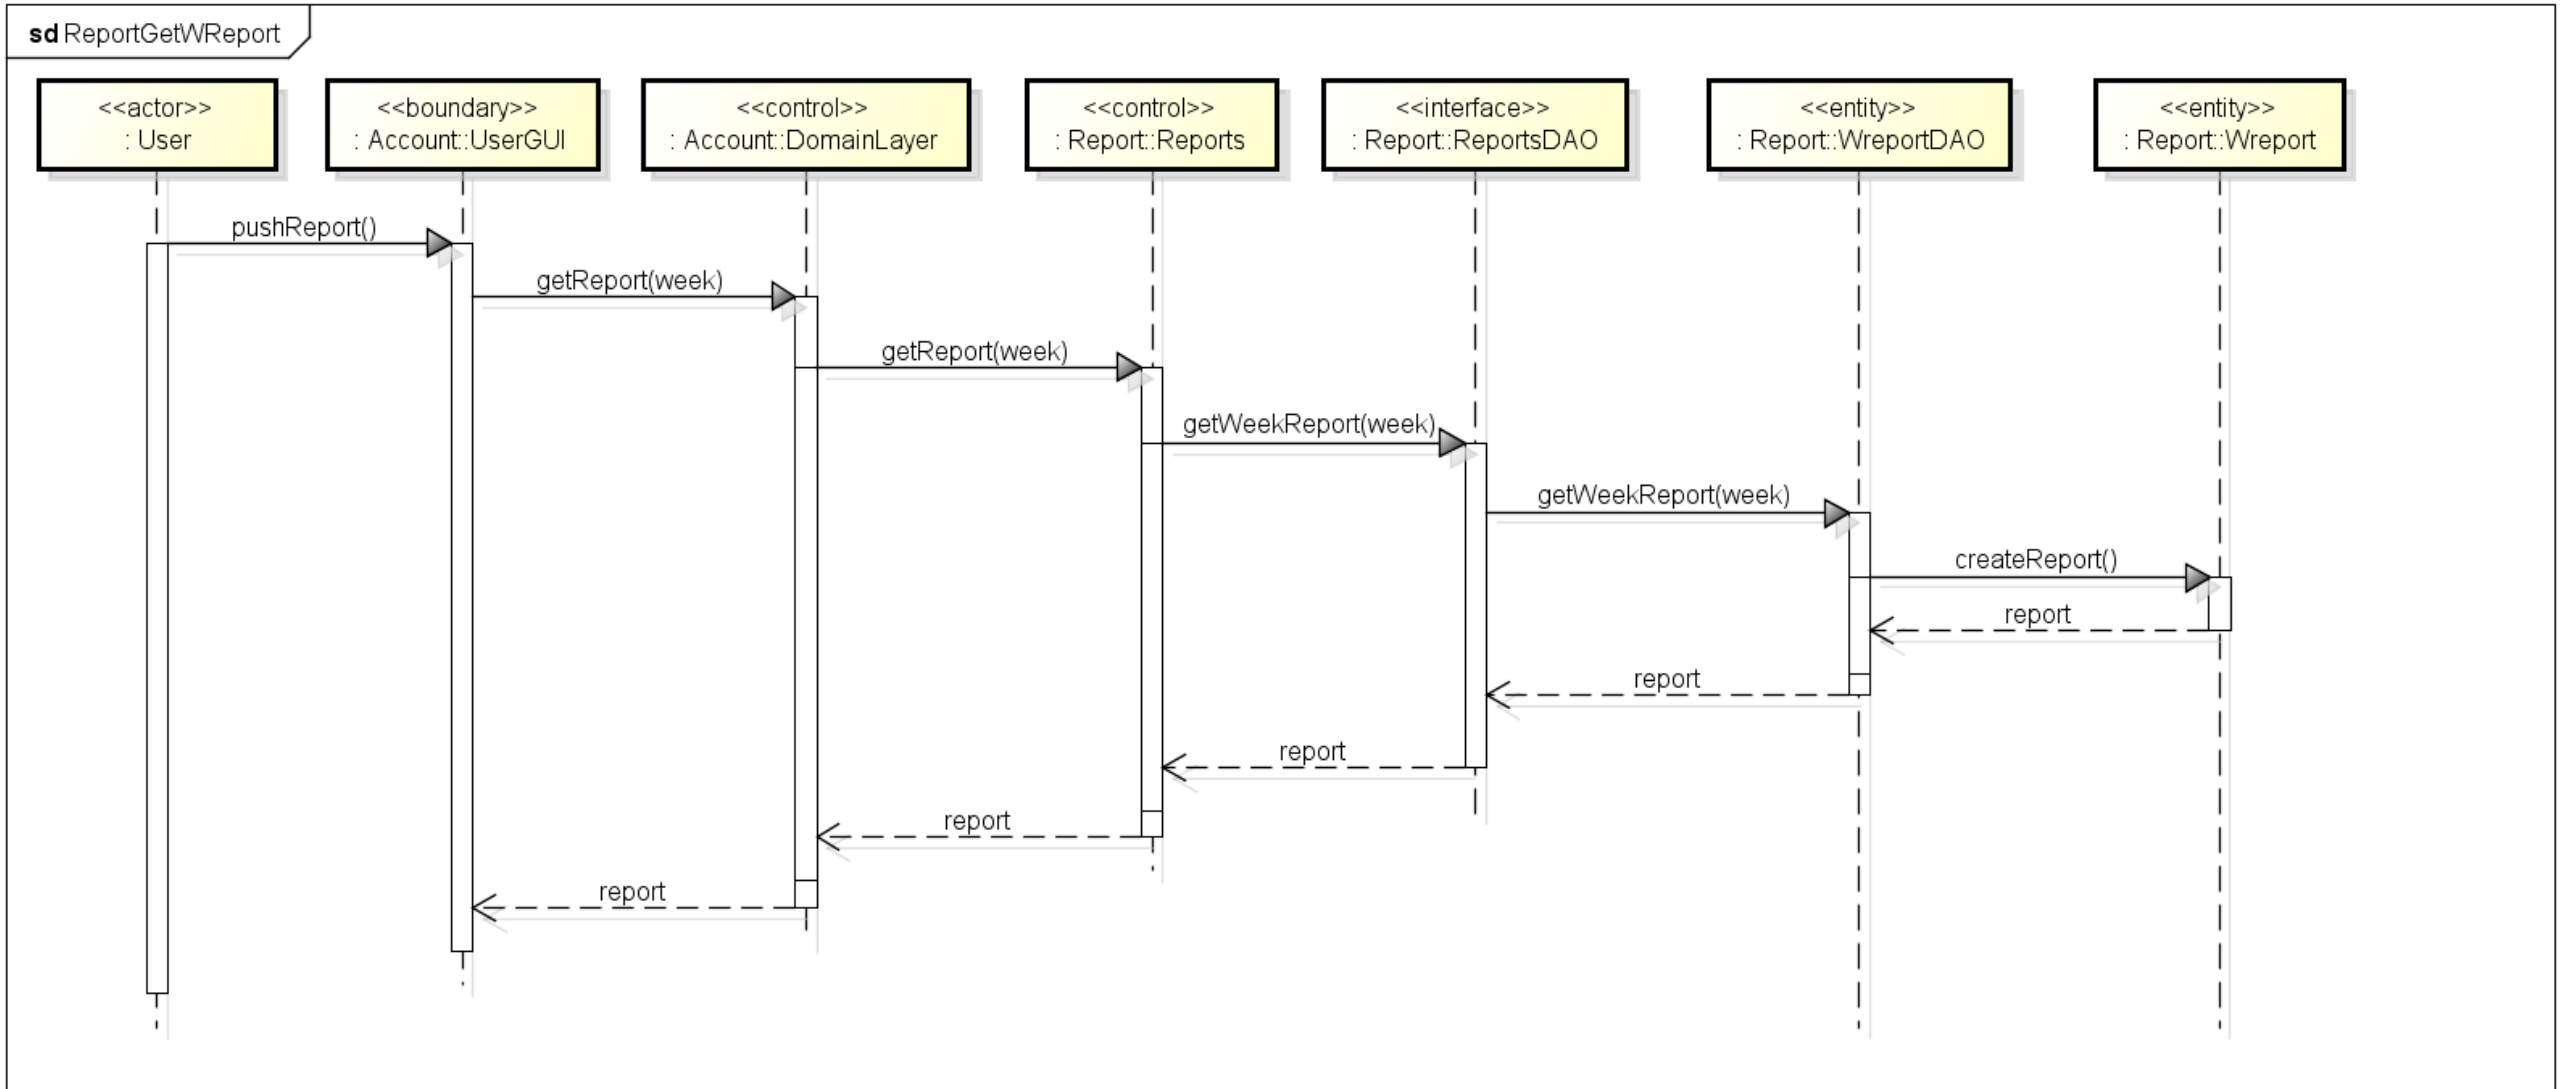 sd ReportGetWReport
<<actor>>
: User
<<boundary>>
: Account::UserGUI
<<control>>
: Account::DomainLayer
<<control>>
: Report::Reports
<<interface>>
: Report::ReportsDAO
<<entity>>
: Report::WreportDAO
<<entity>>
: Report::Wreport
pushReport()
getReport(week)
getReport(week)
getWeekReport(week)
getWeekReport(week)
createReport()
report
report
report
report
report